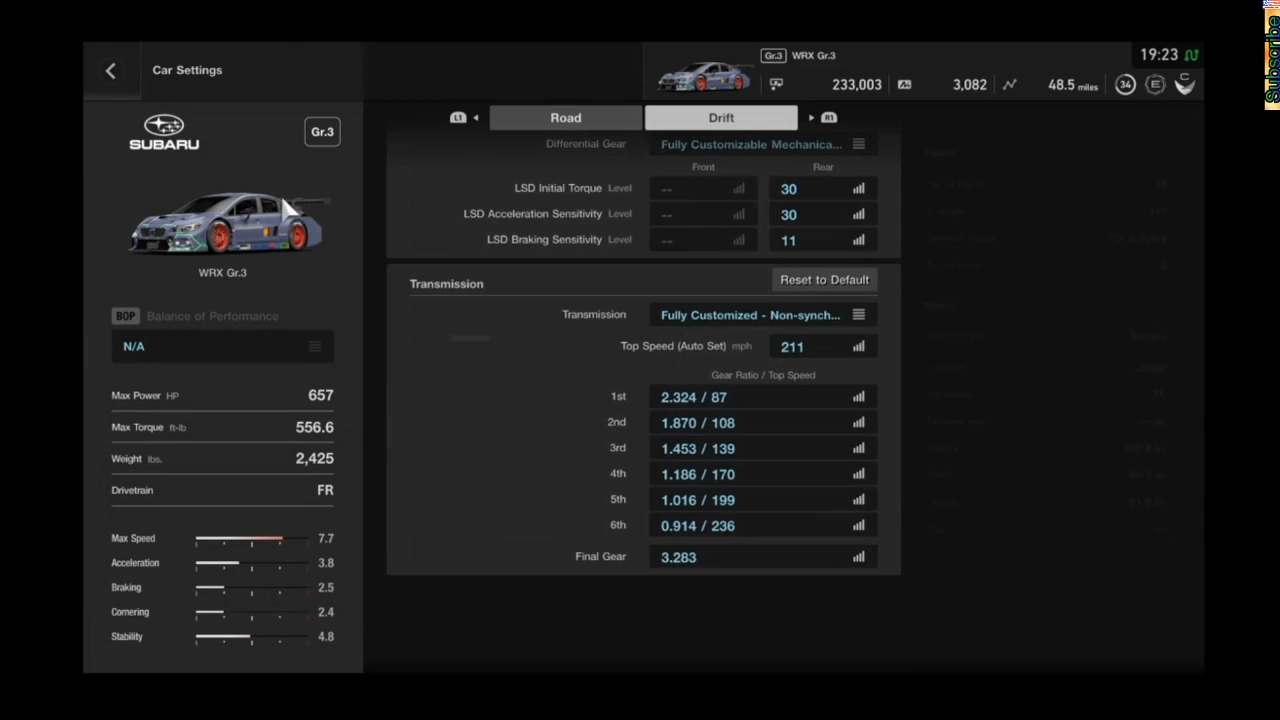 Subscribe
Car Settings
Gr.3 WRX Gr.3
19:23
233,003 3,082 48.5 miles 34 E C
SUBARU Gr.3
WRX Gr.3
BOP Balance of Performance
N/A
Max Power HP 657
Max Torque ft-lb 556.6
Weight lbs. 2,425
Drivetrain FR
Max Speed 7.7
Acceleration 3.8
Braking 2.5
Cornering 2.4
Stability 4.8
L1 Road Drift R1
Differential Gear Fully Customizable Mechanica...
Front Rear
LSD Initial Torque Level -- 30
LSD Acceleration Sensitivity Level -- 30
LSD Braking Sensitivity Level -- 11
Transmission Reset to Default
Transmission Fully Customized - Non-synch...
Top Speed (Auto Set) mph 211
Gear Ratio / Top Speed
1st 2.324 / 87
2nd 1.870 / 108
3rd 1.453 / 139
4th 1.186 / 170
5th 1.016 / 199
6th 0.914 / 236
Final Gear 3.283